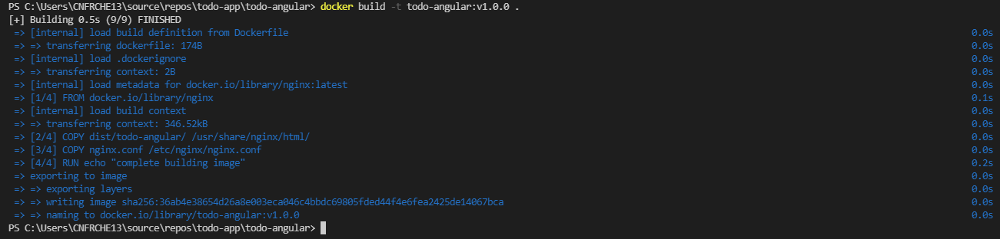 PS C:\Users\CNFRCHE13\source\repos\todo-app\todo-angular> docker build -t todo-angular:v1.0.0 .
[+] Building 0.5s (9/9) FINISHED
=> [internal] load build definition from Dockerfile 0.0s
=> => transferring dockerfile: 174B 0.0s
=> [internal] load .dockerignore 0.0s
=> => transferring context: 2B 0.0s
=> [internal] load metadata for docker.io/library/nginx:latest 0.0s
=> [1/4] FROM docker.io/library/nginx 0.1s
=> [internal] load build context 0.0s
=> => transferring context: 346.52kB 0.0s
=> [2/4] COPY dist/todo-angular/ /usr/share/nginx/html/ 0.0s
=> [3/4] COPY nginx.conf /etc/nginx/nginx.conf 0.0s
=> [4/4] RUN echo "complete building image" 0.2s
=> exporting to image 0.0s
=> => exporting layers 0.0s
=> => writing image sha256:36ab4e38654d26a8e003eca046c4bbdc69805fded44f4e6fea2425de14067bca 0.0s
=> => naming to docker.io/library/todo-angular:v1.0.0 0.0s
PS C:\Users\CNFRCHE13\source\repos\todo-app\todo-angular>